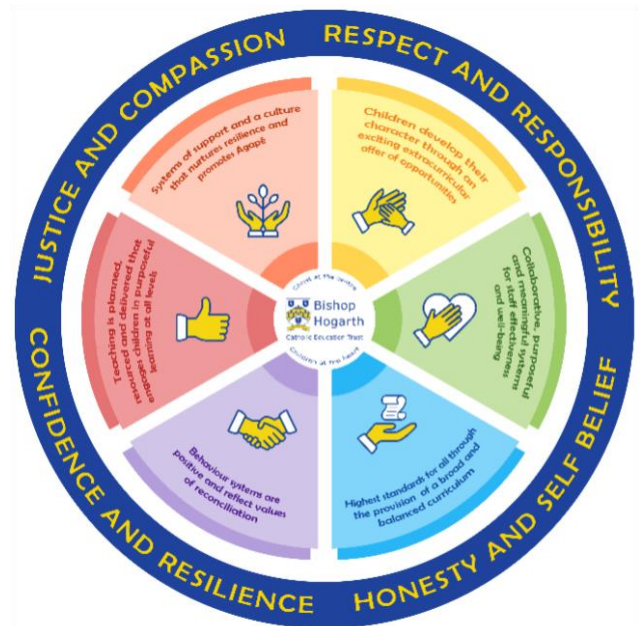 JUSTICE AND COMPASSION
RESPECT AND RESPONSIBILITY
HONESTY AND SELF BELIEF
CONFIDENCE AND RESILIENCE
Systems of support and a culture
that nurtures resilience and
promotes Agapé
Children develop their
character through an
exciting extracurricular
offer of opportunities
Collaborative, purposeful
and meaningful systems
for staff effectiveness
and well-being
Highest standards for all through
the provision of a broad and
balanced curriculum
Behaviour systems are
positive and reflect values
of reconciliation
Teaching is planned,
resourced and delivered that
engages children in purposeful
learning at all levels
Christ at the centre
Bishop
Hogarth
Catholic Education Trust
Children at the heart